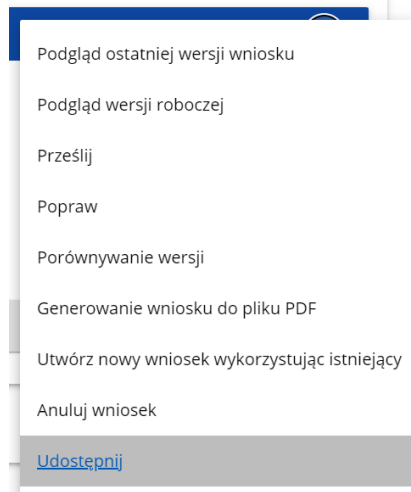 Podgląd ostatniej wersji wniosku
Podgląd wersji roboczej
Prześlij
Popraw
Porównywanie wersji
Generowanie wniosku do pliku PDF
Utwórz nowy wniosek wykorzystując istniejący
Anuluj wniosek
Udostępnij